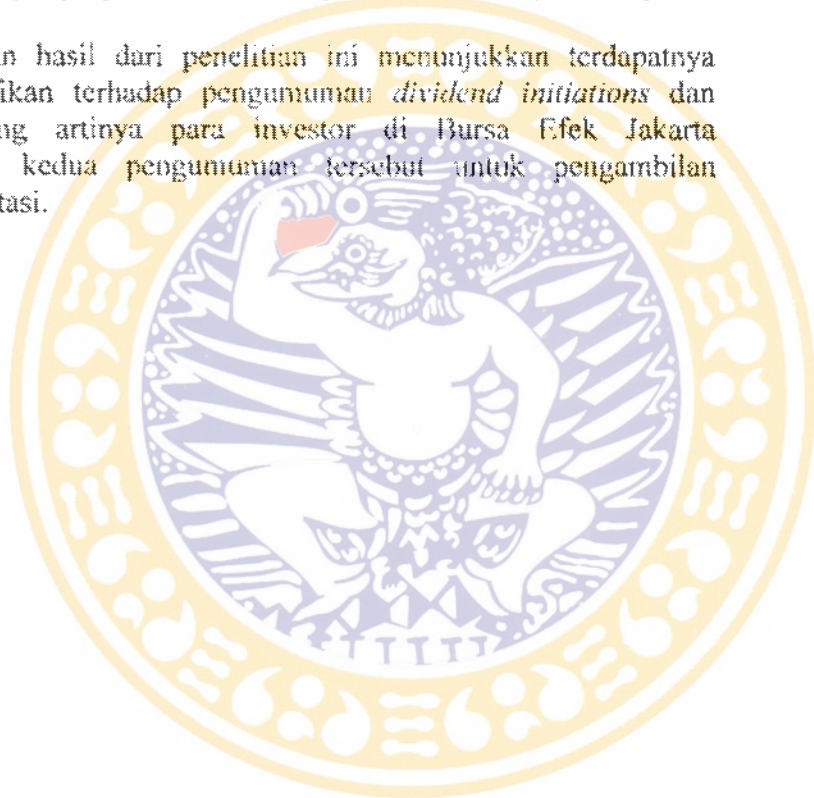 n hasil dari penelitian ini menunjukkan terdapatnya
ikan terhadap pengumuman dividend initiations dan
ng artinya para investor di Bursa Efek Jakarta
kedua pengumuman tersebut untuk pengambilan
tasi.